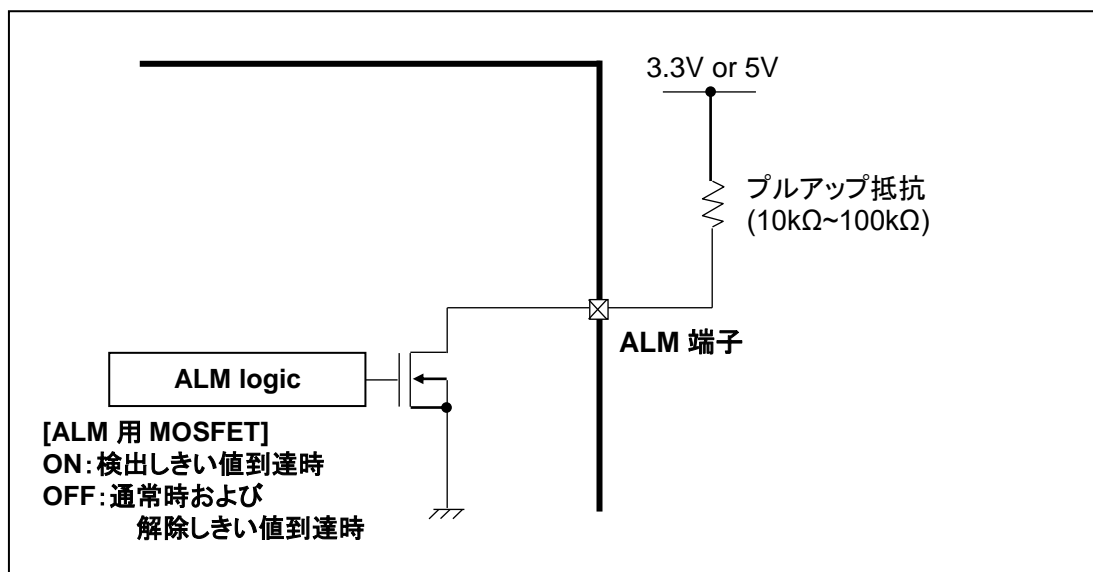 3.3V or 5V
プルアップ抵抗
(10kΩ~100kΩ)
ALM 端子
ALM logic
[ALM 用 MOSFET]
ON:検出しきい値到達時
OFF:通常時および
解除しきい値到達時